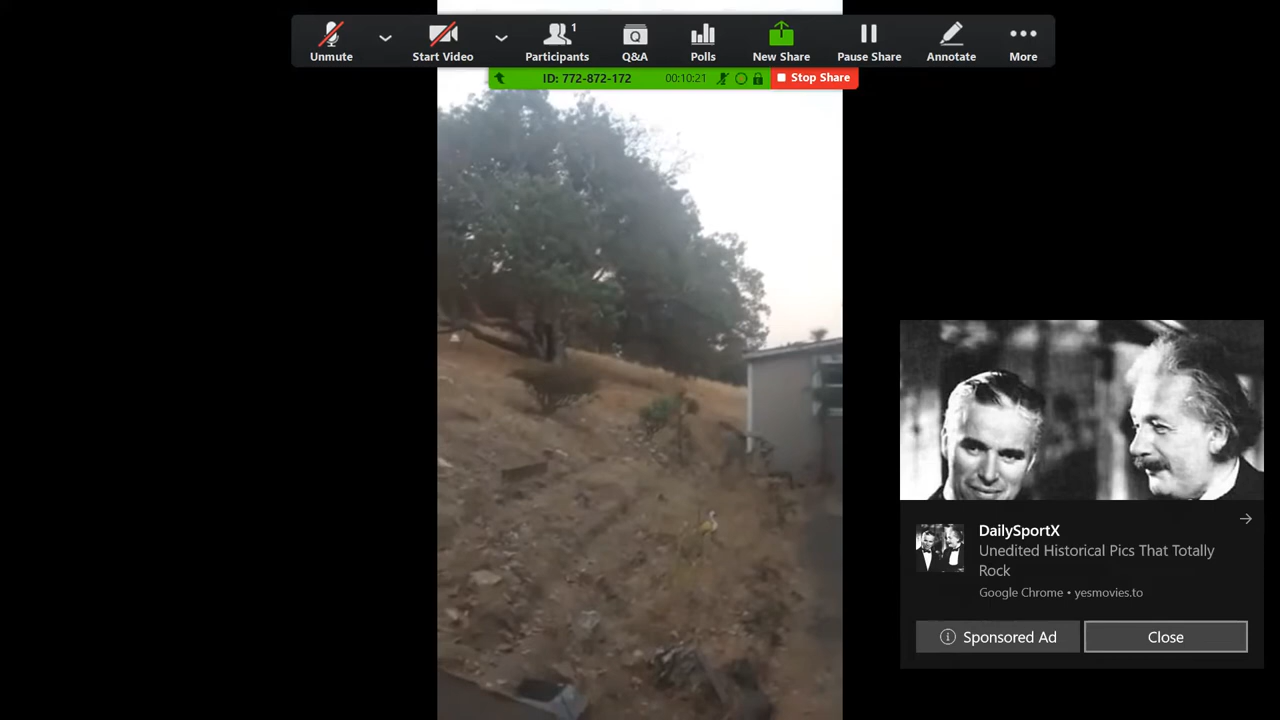 Unmute
Start Video
Participants
1
Q&A
Polls
New Share
Pause Share
Annotate
More
ID: 772-872-172
00:10:21
Stop Share
DailySportX
Unedited Historical Pics That Totally
Rock
Google Chrome • yesmovies.to
Sponsored Ad
Close